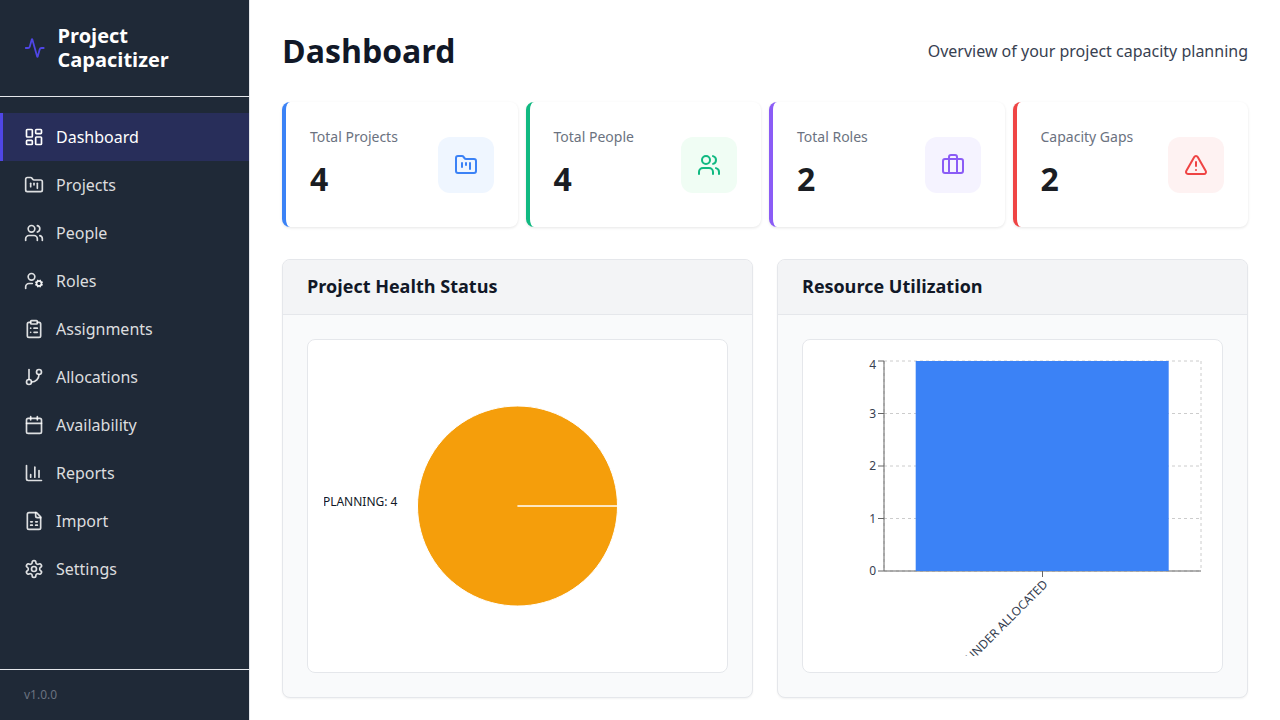 Project
Capacitizer
Dashboard
Projects
People
Roles
Assignments
Allocations
Availability
Reports
Import
Settings
v1.0.0
Dashboard
Overview of your project capacity planning
Total Projects
4
Total People
4
Total Roles
2
Capacity Gaps
2
Project Health Status
PLANNING: 4
Resource Utilization
4
3
2
1
0
UNDER ALLOCATED